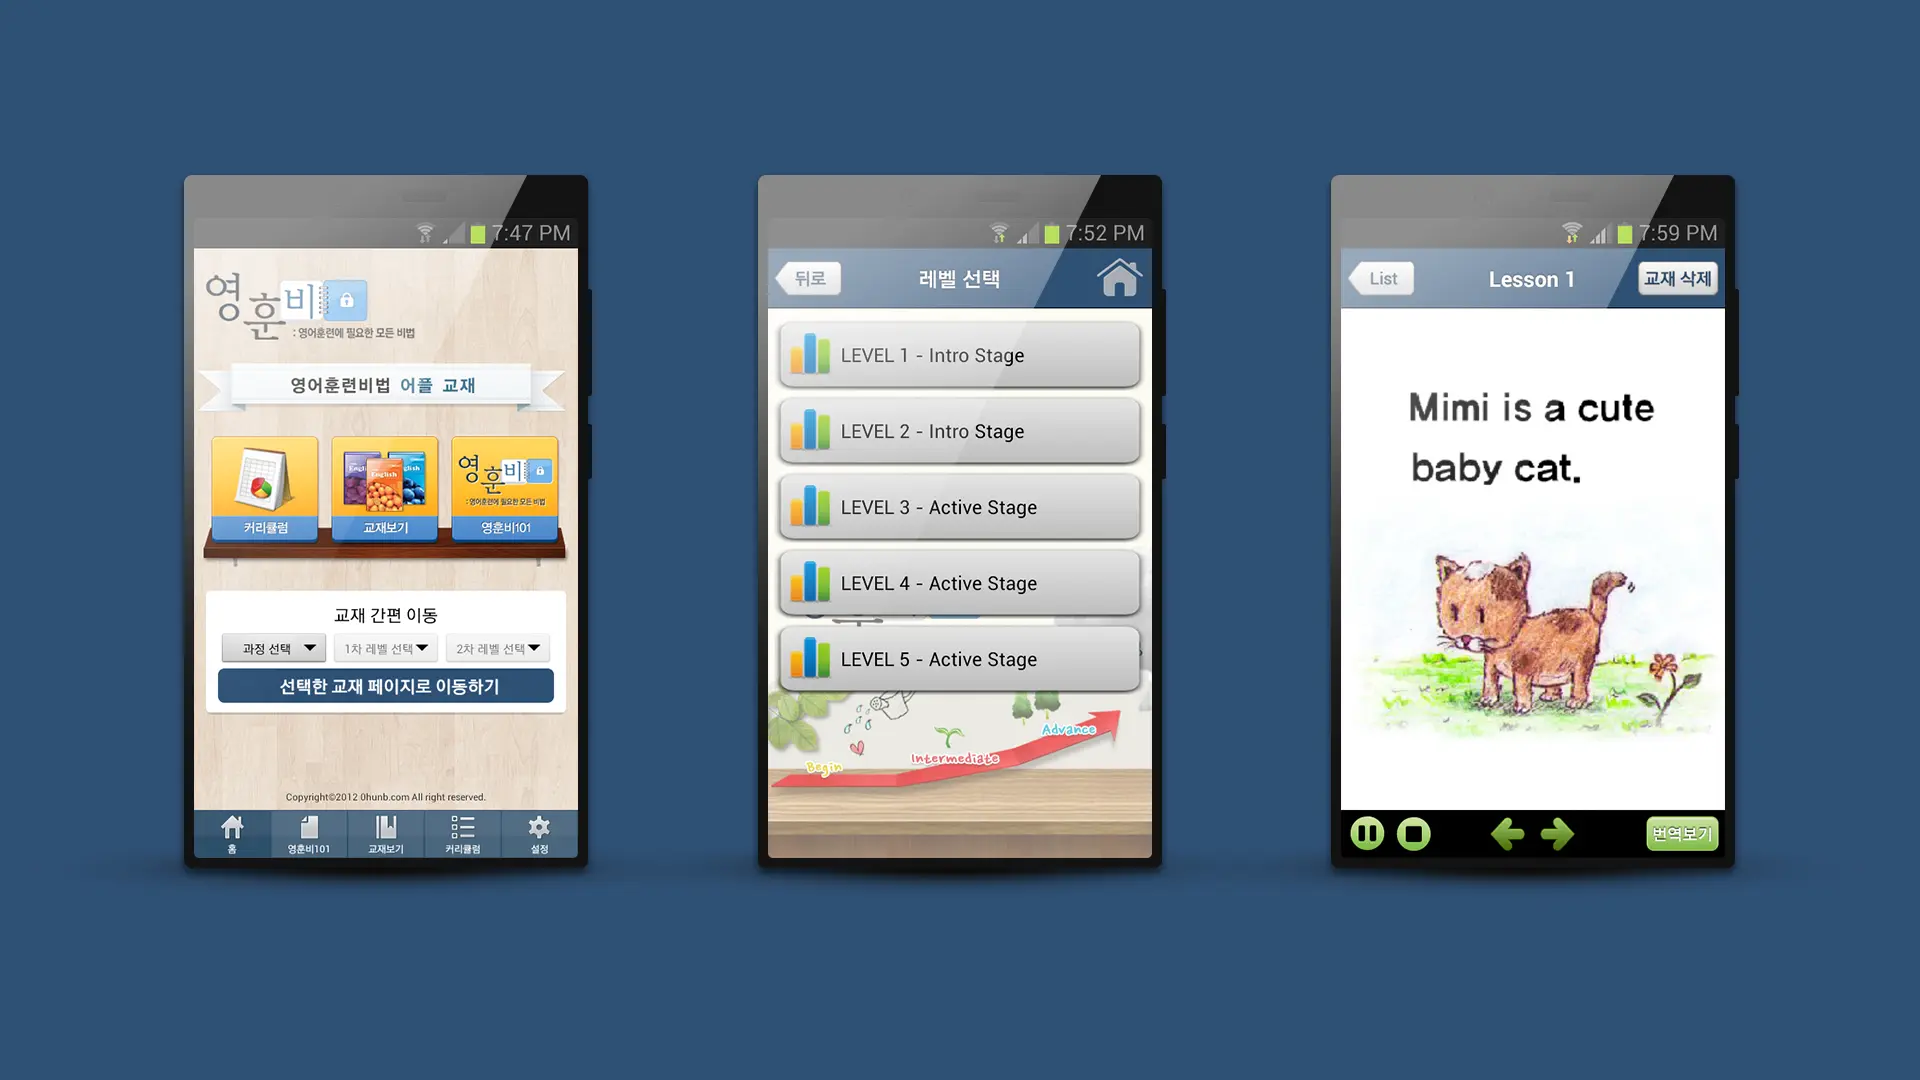 7:47 PM
영훈비
: 영어훈련에 필요한 모든 비법
영어훈련비법 어플 교재
English
English
영훈비
: 영어훈련에 필요한 모든 비법
커리큘럼
교재보기
영훈비101
교재 간편 이동
과정 선택
1차 레벨 선택
2차 레벨 선택
선택한 교재 페이지로 이동하기
Copyright©2012 0hunb.com All right reserved.
홈
영훈비101
교재보기
커리큘럼
설정
7:52 PM
뒤로
레벨 선택
LEVEL 1 - Intro Stage
LEVEL 2 - Intro Stage
LEVEL 3 - Active Stage
LEVEL 4 - Active Stage
LEVEL 5 - Active Stage
Begin
Intermediate
Advance
7:59 PM
List
Lesson 1
교재 삭제
Mimi is a cute
baby cat.
번역보기